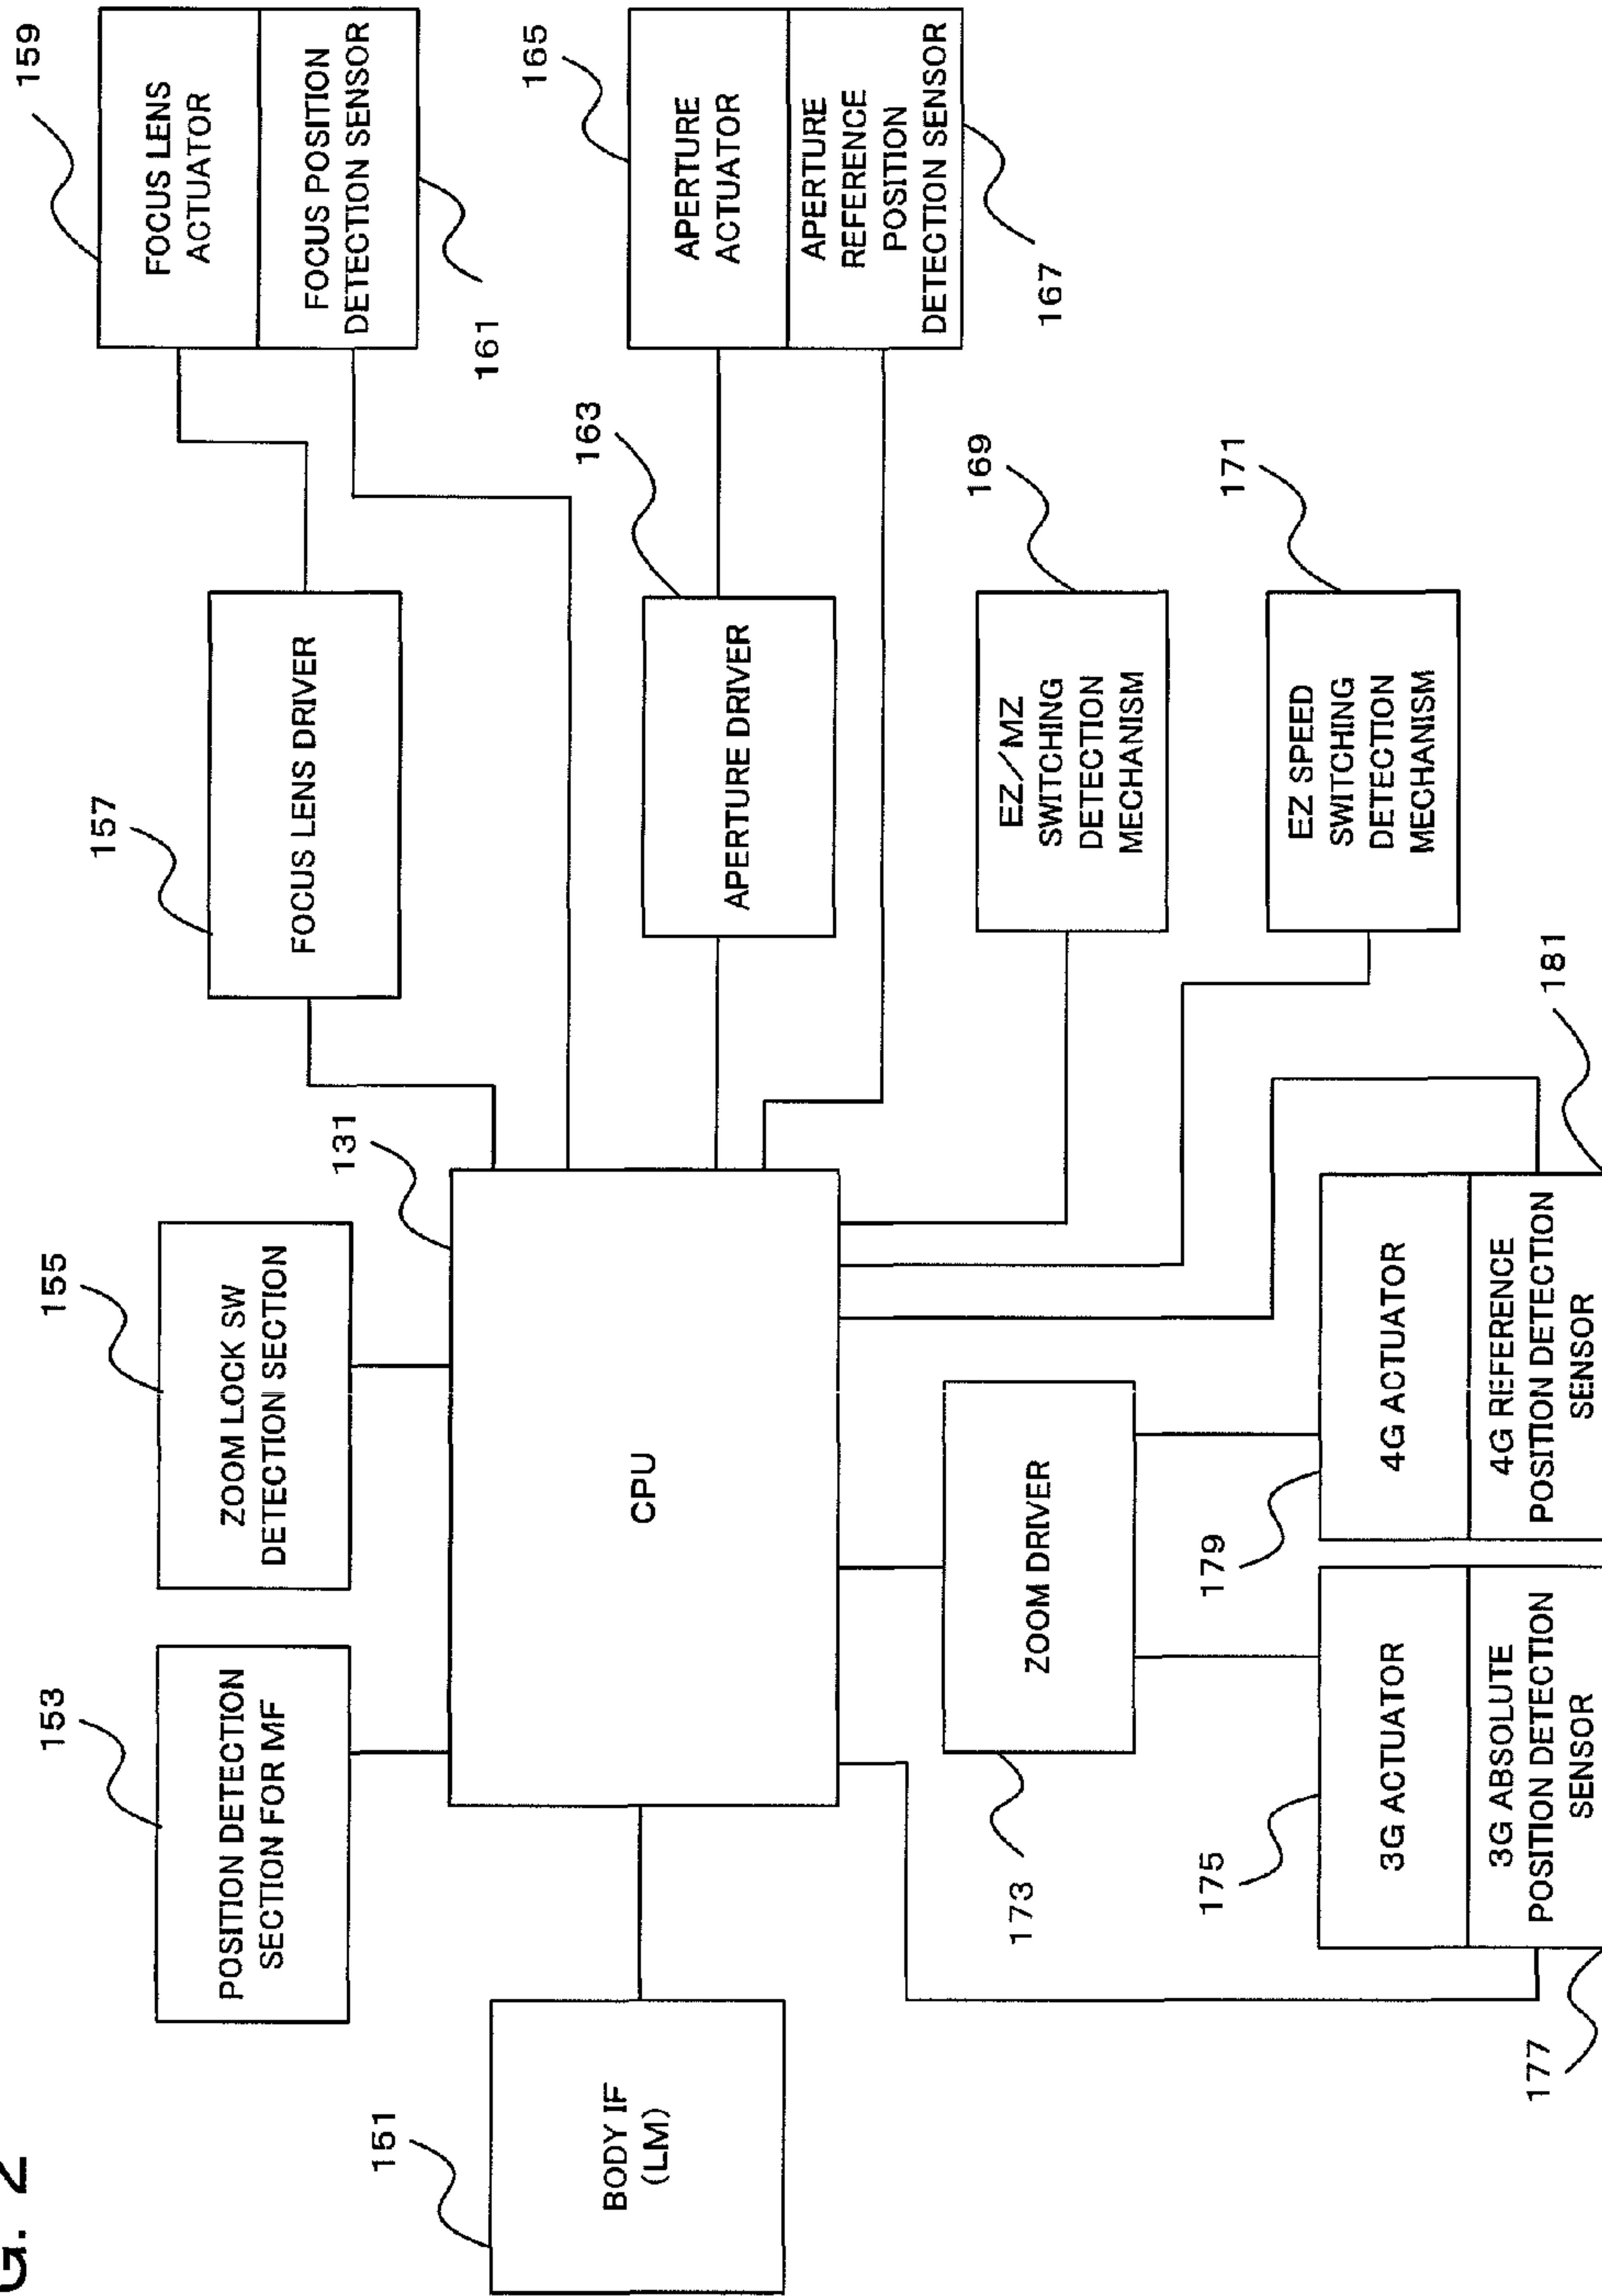 G. 2
153
POSITION DETECTION
SECTION FOR MF
155
ZOOM LOCK SW
DETECTION SECTION
157
FOCUS LENS DRIVER
159
FOCUS LENS
ACTUATOR
FOCUS POSITION
DETECTION SENSOR
161
151
BODY IF
(LM)
131
CPU
163
APERTURE DRIVER
165
APERTURE
ACTUATOR
APERTURE
REFERENCE
POSITION
DETECTION SENSOR
167
173
ZOOM DRIVER
169
EZ/MZ
SWITCHING
DETECTION
MECHANISM
171
EZ SPEED
SWITCHING
DETECTION
MECHANISM
175
3G ACTUATOR
3G ABSOLUTE
POSITION DETECTION
SENSOR
177
179
4G ACTUATOR
4G REFERENCE
POSITION DETECTION
SENSOR
181